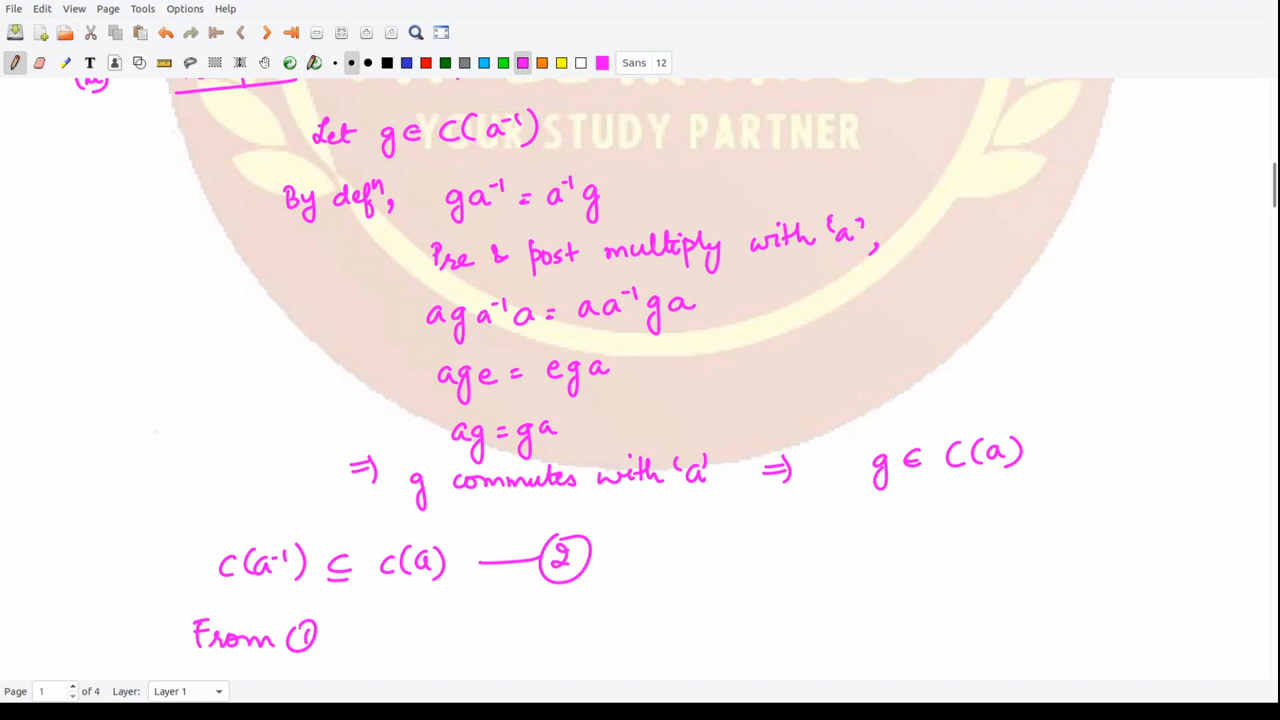 File Edit View Page Tools Options Help
Sans 12
Let g ∈ C(a⁻¹)
YOUR STUDY PARTNER
By defⁿ, ga⁻¹ = a⁻¹g
Pre & post multiply with 'a',
aga⁻¹a = aa⁻¹ga
age = ega
ag = ga
⇒ g commutes with 'a' ⇒ g ∈ C(a)
C(a⁻¹) ⊆ C(a) —— ②
From ①
Page 1 of 4 Layer: Layer 1